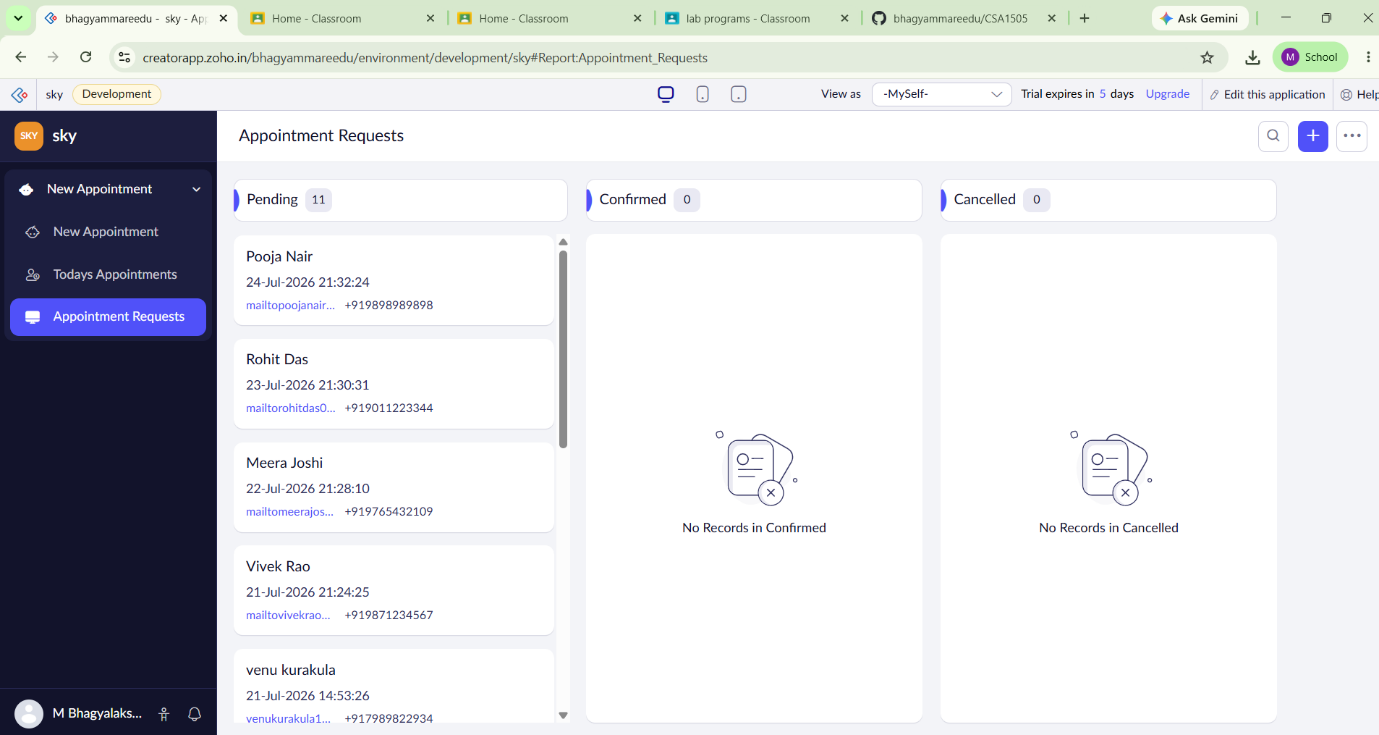 bhagyammareedu - sky - Ap
Home - Classroom
Home - Classroom
lab programs - Classroom
bhagyammareedu/CSA1505
Ask Gemini
creatorapp.zoho.in/bhagyammareedu/environment/development/sky#Report:Appointment_Requests
M School
sky
Development
View as
-MySelf-
Trial expires in 5 days
Upgrade
Edit this application
Help
SKY
sky
New Appointment
New Appointment
Todays Appointments
Appointment Requests
M Bhagyalaks...
Appointment Requests
Pending 11
Pooja Nair
24-Jul-2026 21:32:24
mailtopoojanair... +919898989898
Rohit Das
23-Jul-2026 21:30:31
mailtorohitdas0... +919011223344
Meera Joshi
22-Jul-2026 21:28:10
mailtomeerajos... +919765432109
Vivek Rao
21-Jul-2026 21:24:25
mailtovivekrao... +919871234567
venu kurakula
21-Jul-2026 14:53:26
venukurakula1... +917989822934
Confirmed 0
No Records in Confirmed
Cancelled 0
No Records in Cancelled